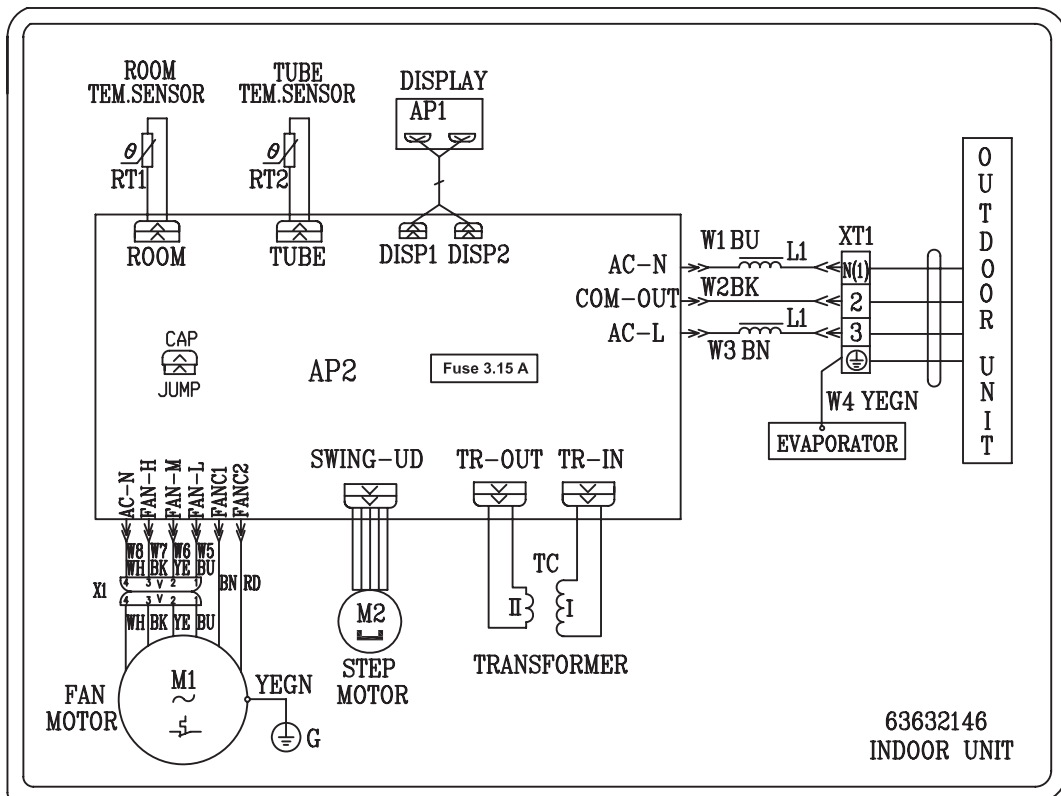 ROOM
TEM.SENSOR
TUBE
TEM.SENSOR
DISPLAY
AP1
θ
RT1
θ
RT2
ROOM
TUBE
DISP1
DISP2
AC-N
COM-OUT
AC-L
W1 BU
L1
W2BK
L1
W3 BN
XT1
N(1)
2
3
W4 YEGN
EVAPORATOR
OUTDOOR UNIT
CAP
JUMP
AP2
Fuse 3.15 A
SWING-UD
TR-OUT
TR-IN
AC-N
FAN-H
FAN-M
FAN-L
FANC1
FANC2
W8 W7 W6 W5
WH BK YE BU
BN RD
X1
4 3 V 2 1
4 3 V 2 1
WH BK YE BU
M1
FAN
MOTOR
YEGN
G
M2
STEP
MOTOR
TC
II
I
TRANSFORMER
63632146
INDOOR UNIT